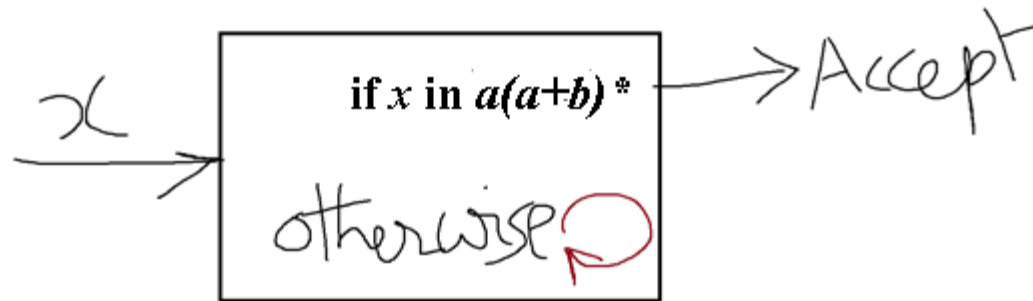 x
if x in a(a+b)*
Accept
otherwise